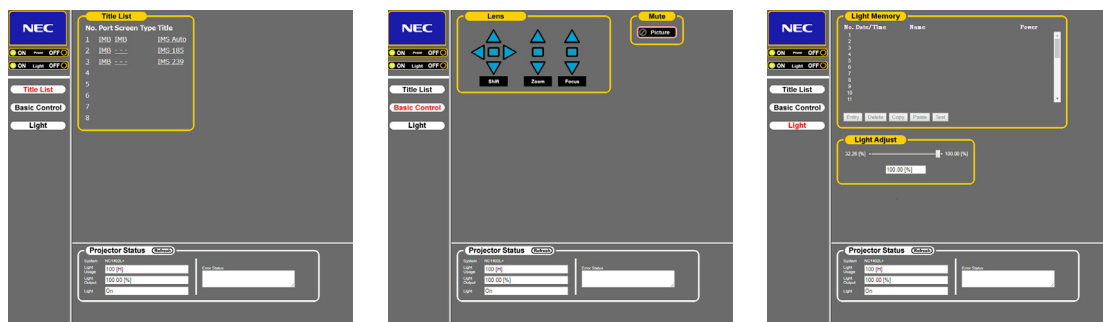 NEC
ON Power OFF
ON Light OFF
Title List
Basic Control
Light
Title List
No. Port Screen Type Title
1 IMB IMB IMS Auto
2 IMB - - - IMS 185
3 IMB - - - IMS 239
4
5
6
7
8
Projector Status Refresh
System NC1402L+
Light Usage 100 [H]
Light Output 100.00 [%]
Light On
Error Status
NEC
ON Power OFF
ON Light OFF
Title List
Basic Control
Light
Lens
Shift Zoom Focus
Mute
Picture
Projector Status Refresh
System NC1402L+
Light Usage 100 [H]
Light Output 100.00 [%]
Light On
Error Status
NEC
ON Power OFF
ON Light OFF
Title List
Basic Control
Light
Light Memory
No. Date/Time Name Power
1
2
3
4
5
6
7
8
9
10
11
Entry Delete Copy Paste Test
Light Adjust
32.26 [%] 100.00 [%]
100.00 [%]
Projector Status Refresh
System NC1402L+
Light Usage 100 [H]
Light Output 100.00 [%]
Light On
Error Status